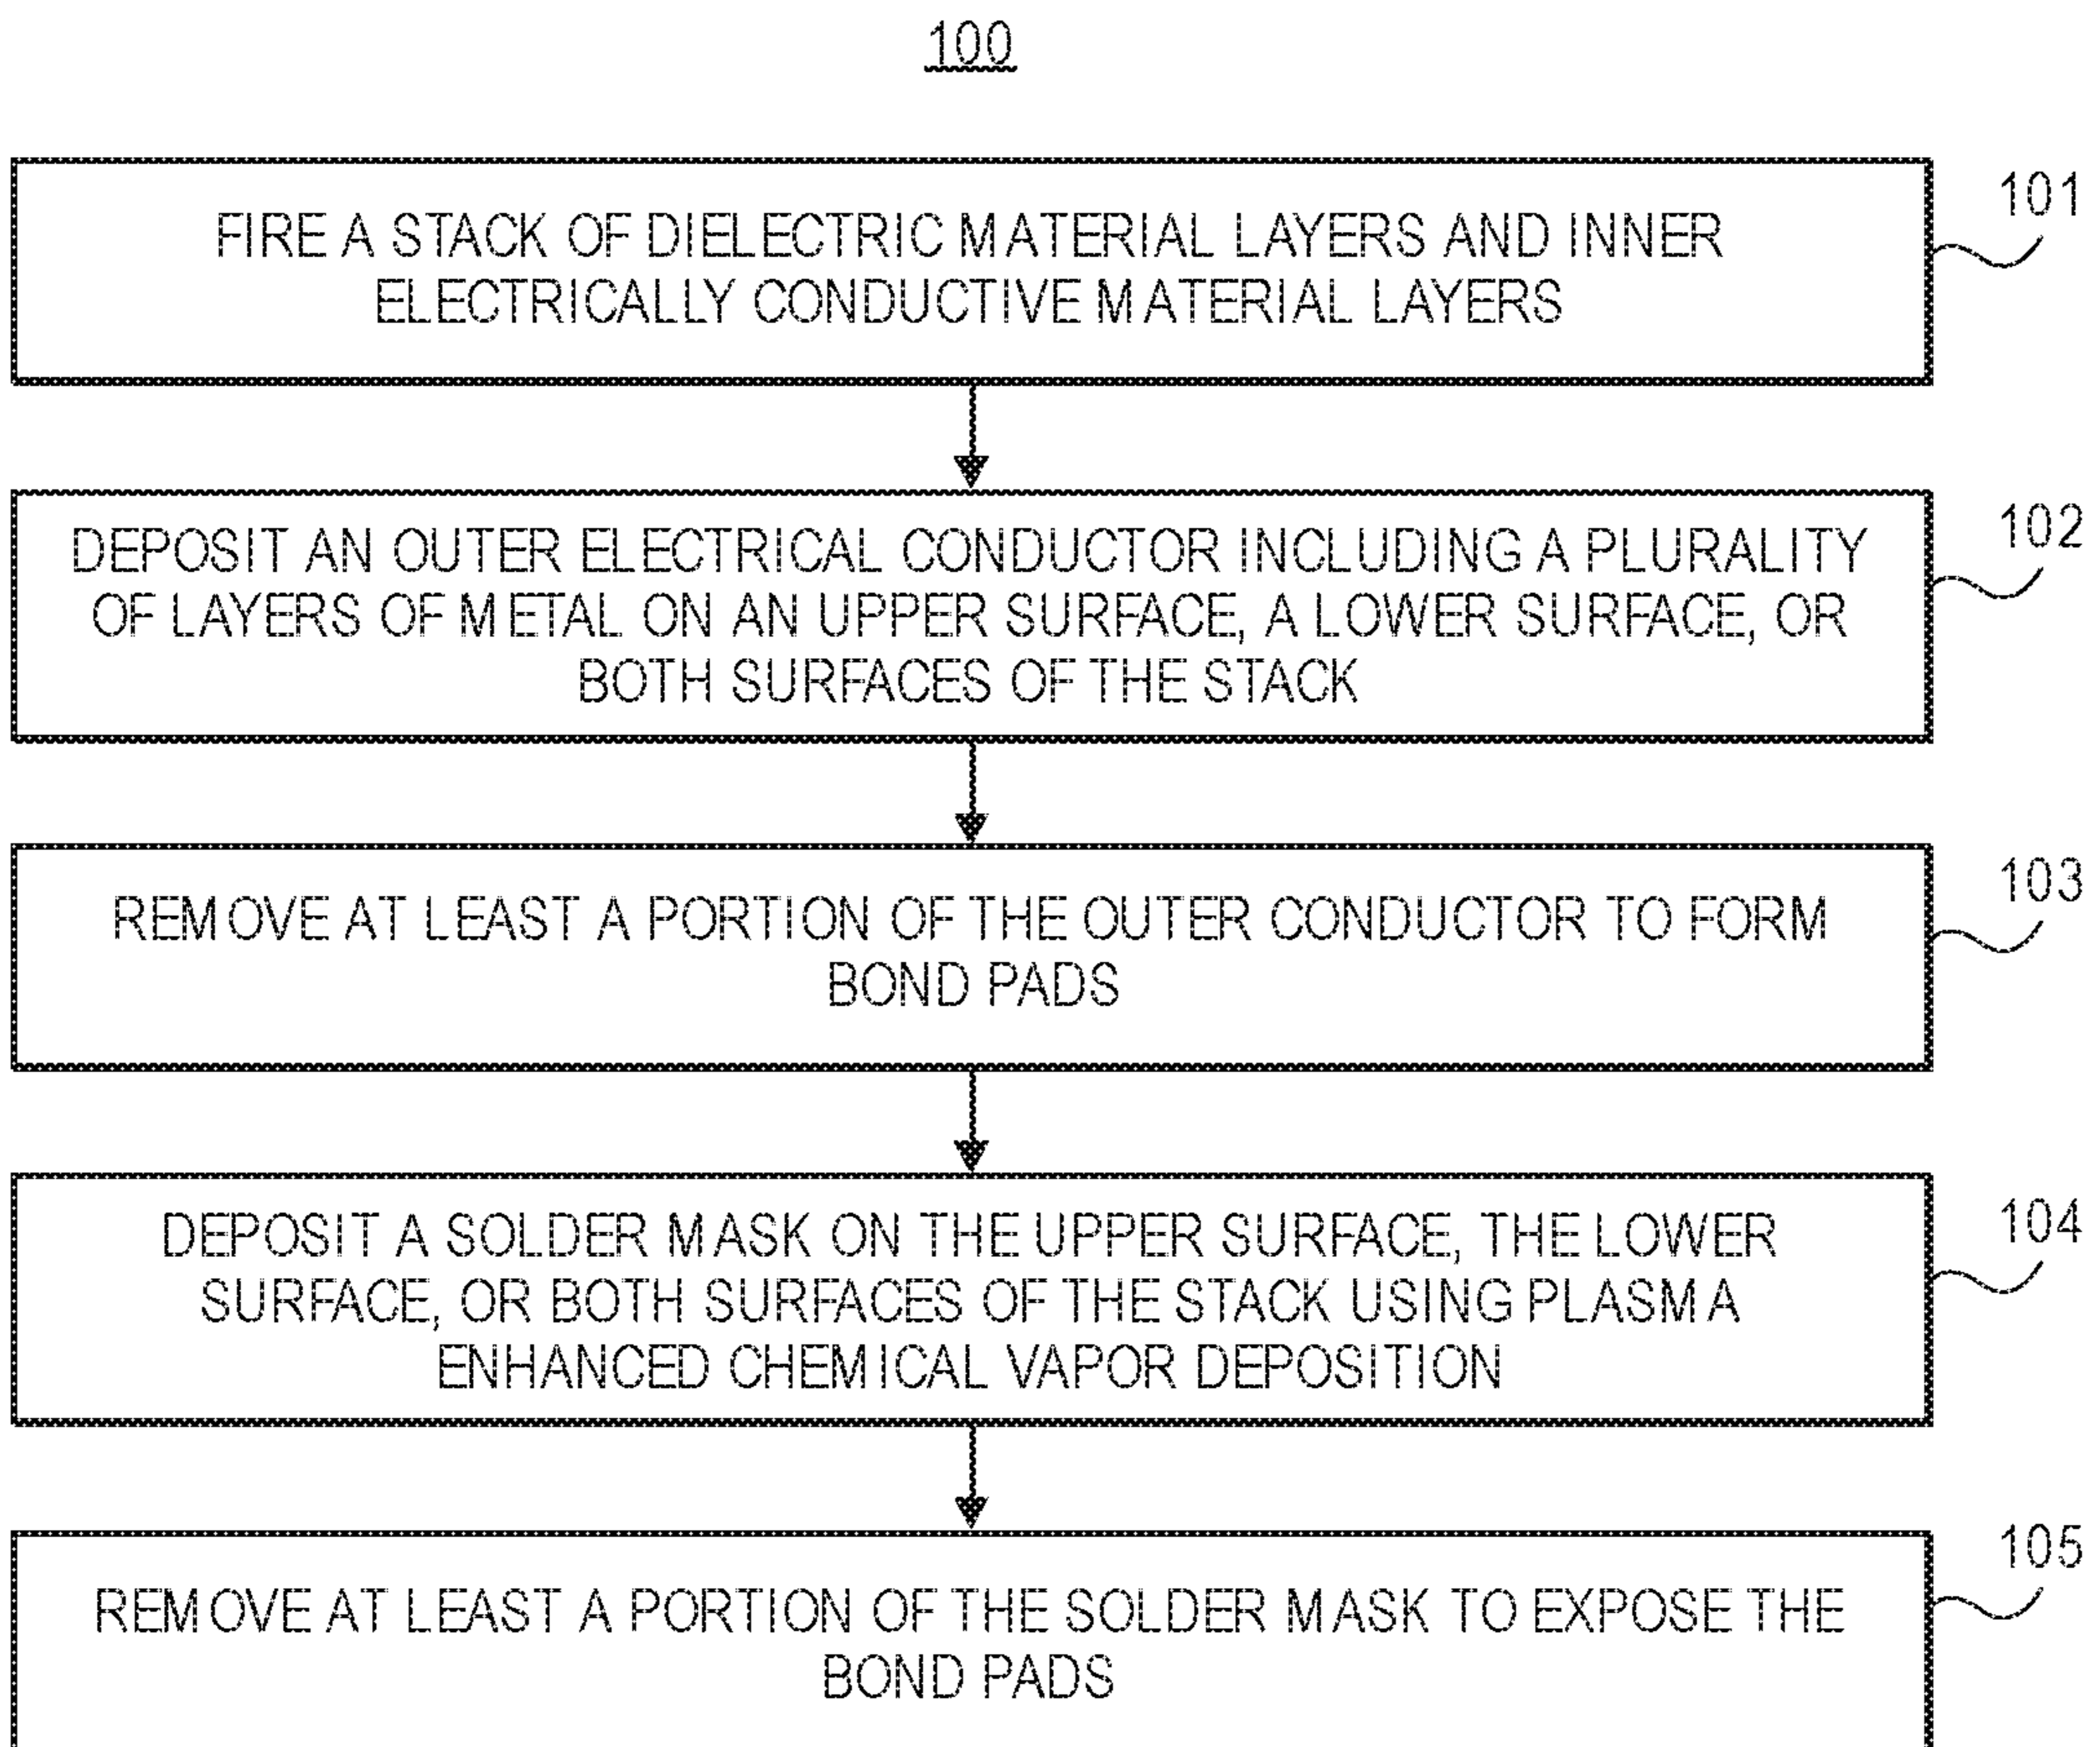 100
101
FIRE A STACK OF DIELECTRIC MATERIAL LAYERS AND INNER
ELECTRICALLY CONDUCTIVE MATERIAL LAYERS
102
DEPOSIT AN OUTER ELECTRICAL CONDUCTOR INCLUDING A PLURALITY
OF LAYERS OF METAL ON AN UPPER SURFACE, A LOWER SURFACE, OR
BOTH SURFACES OF THE STACK
103
REMOVE AT LEAST A PORTION OF THE OUTER CONDUCTOR TO FORM
BOND PADS
104
DEPOSIT A SOLDER MASK ON THE UPPER SURFACE, THE LOWER
SURFACE, OR BOTH SURFACES OF THE STACK USING PLASMA
ENHANCED CHEMICAL VAPOR DEPOSITION
105
REMOVE AT LEAST A PORTION OF THE SOLDER MASK TO EXPOSE THE
BOND PADS